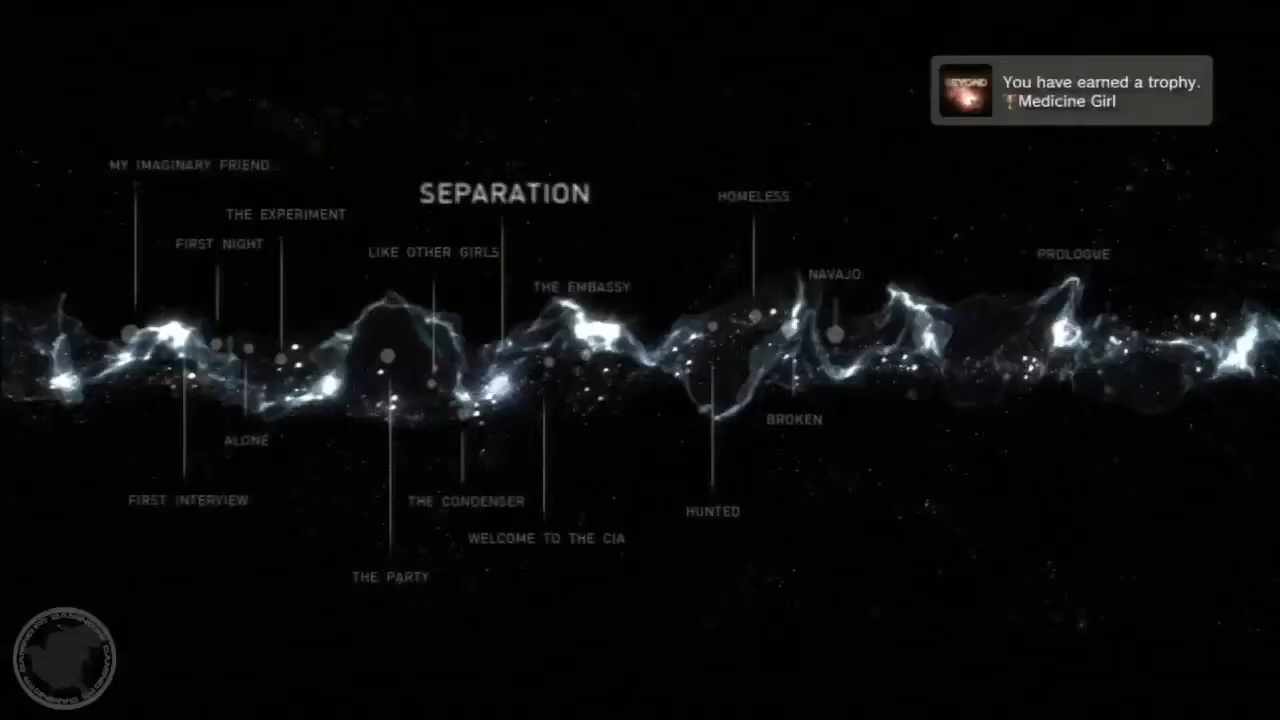 BEYOND
You have earned a trophy.
Medicine Girl
MY IMAGINARY FRIEND
SEPARATION
HOMELESS
THE EXPERIMENT
FIRST NIGHT
LIKE OTHER GIRLS
PROLOGUE
NAVAJO
THE EMBASSY
BROKEN
ALONE
FIRST INTERVIEW
THE CONDENSER
HUNTED
WELCOME TO THE CIA
THE PARTY